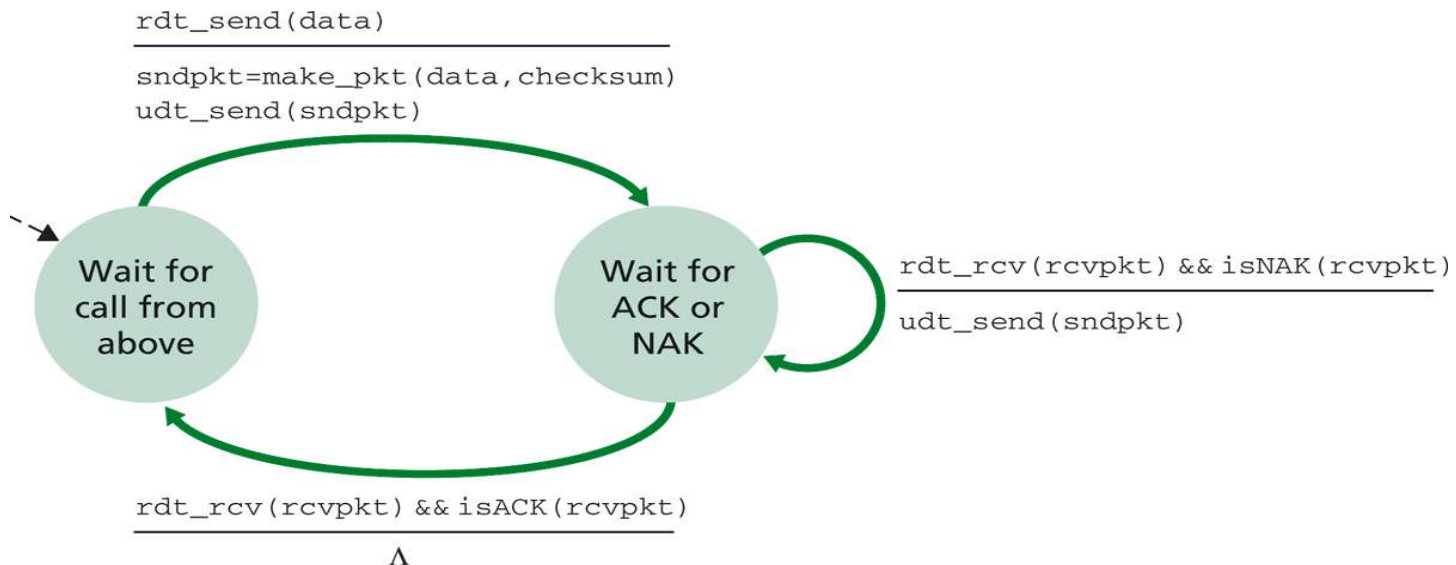 rdt_send(data)
sndpkt=make_pkt(data,checksum)
udt_send(sndpkt)
Wait for
call from
above
Wait for
ACK or
NAK
rdt_rcv(rcvpkt) && isNAK(rcvpkt)
udt_send(sndpkt)
rdt_rcv(rcvpkt) && isACK(rcvpkt)
Λ